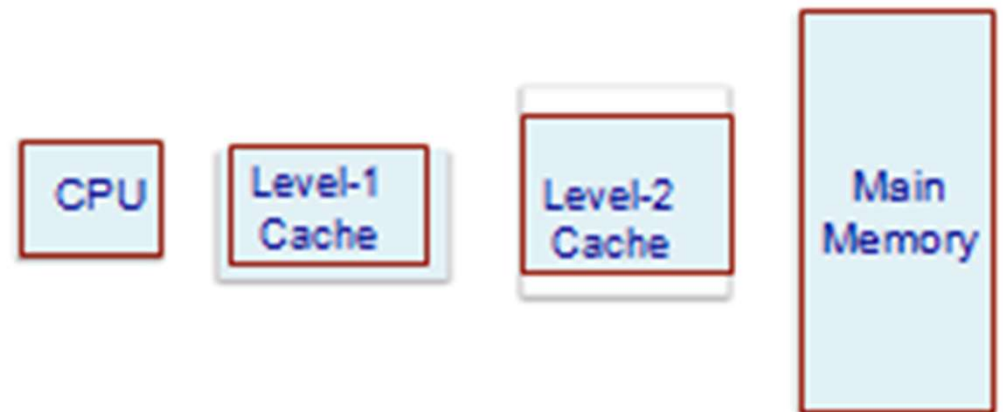 CPU
Level-1
Cache
Level-2
Cache
Main
Memory